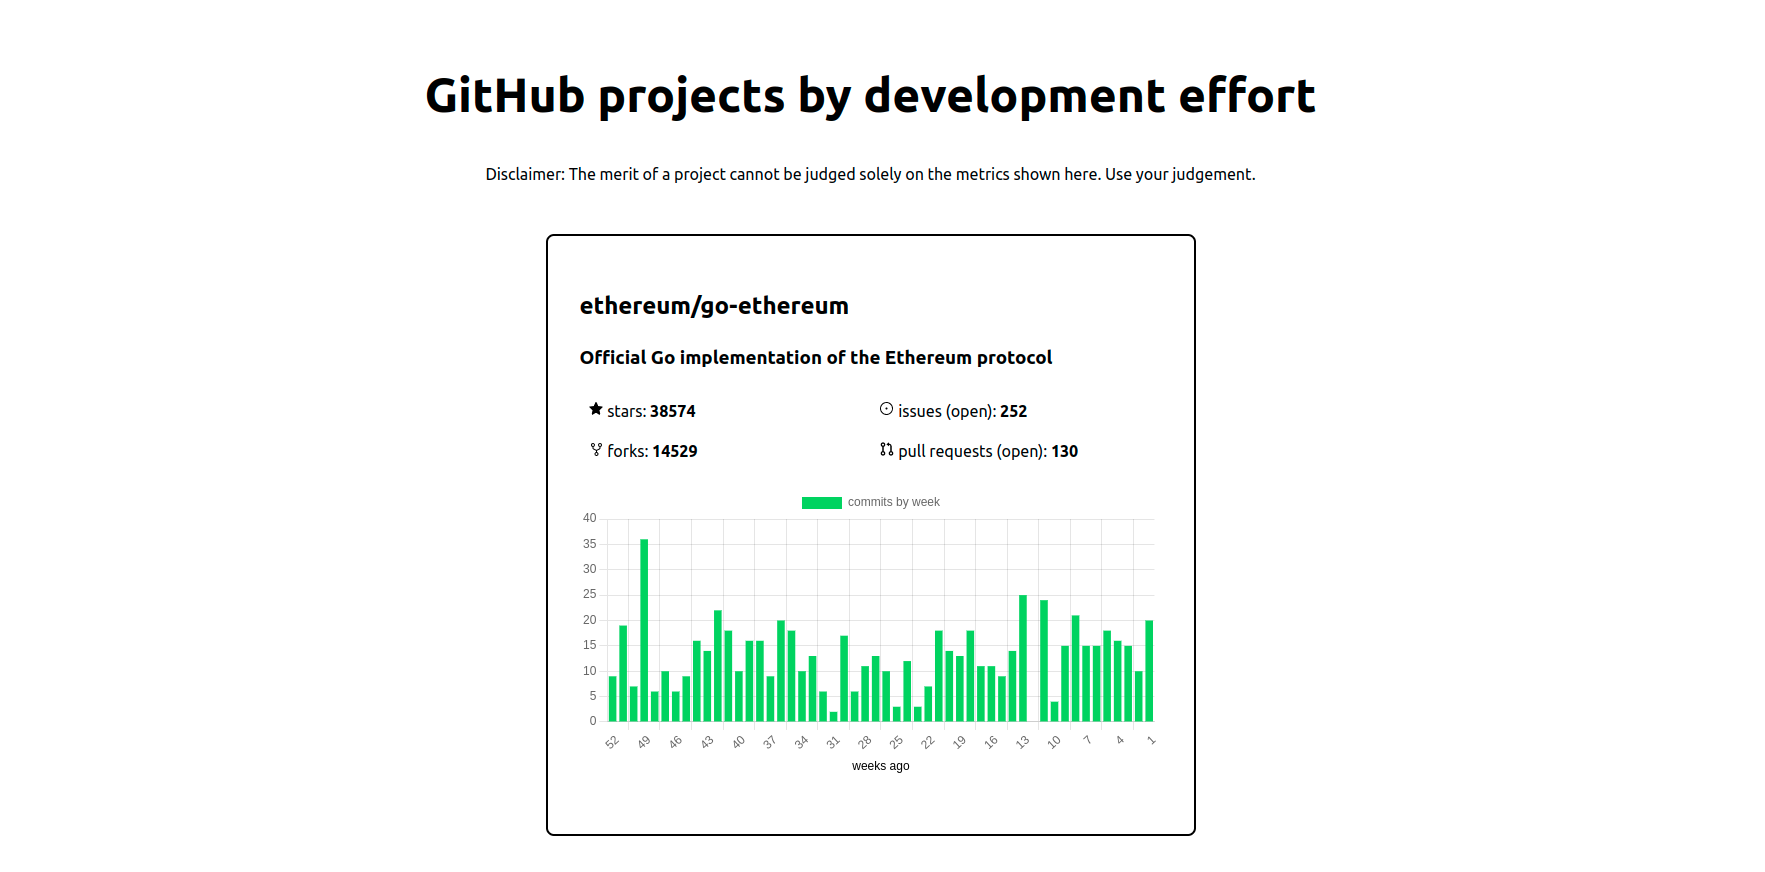 GitHub projects by development effort
Disclaimer: The merit of a project cannot be judged solely on the metrics shown here. Use your judgement.
ethereum/go-ethereum
Official Go implementation of the Ethereum protocol
stars: 38574
issues (open): 252
forks: 14529
pull requests (open): 130
commits by week
40
35
30
25
20
15
10
5
0
52 49 46 43 40 37 34 31 28 25 22 19 16 13 10 7 4 1
weeks ago